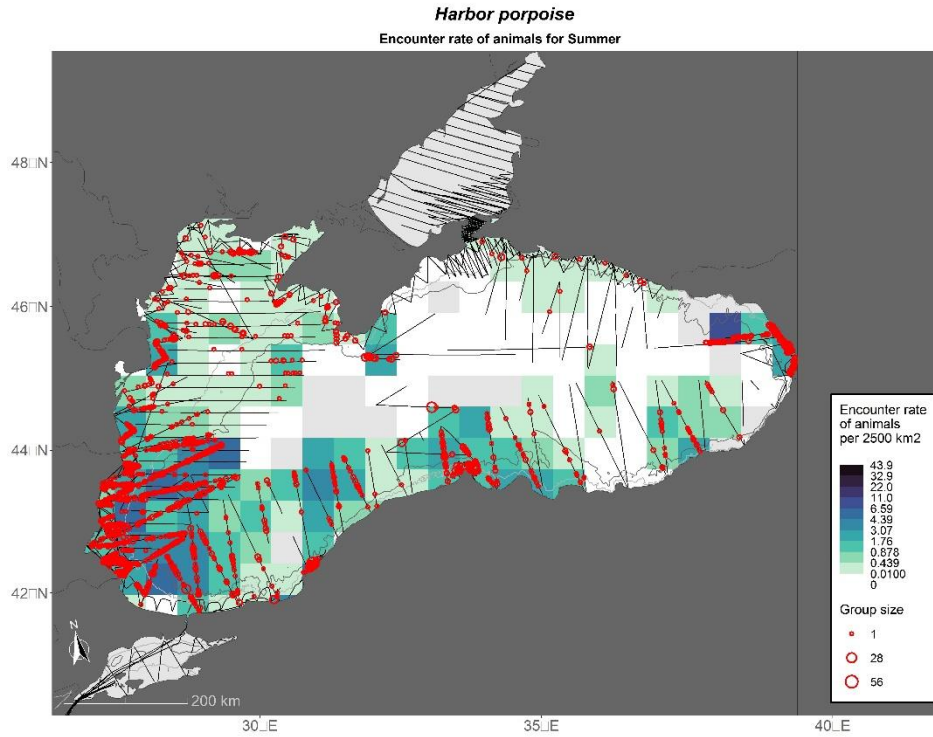 Harbor porpoise
Encounter rate of animals for Summer
48□N
46□N
44□N
42□N
N
200 km
30□E
35□E
40□E
Encounter rate
of animals
per 2500 km2
43.9
32.9
22.0
11.0
6.59
4.39
3.07
1.76
0.878
0.439
0.0100
0
Group size
1
28
56